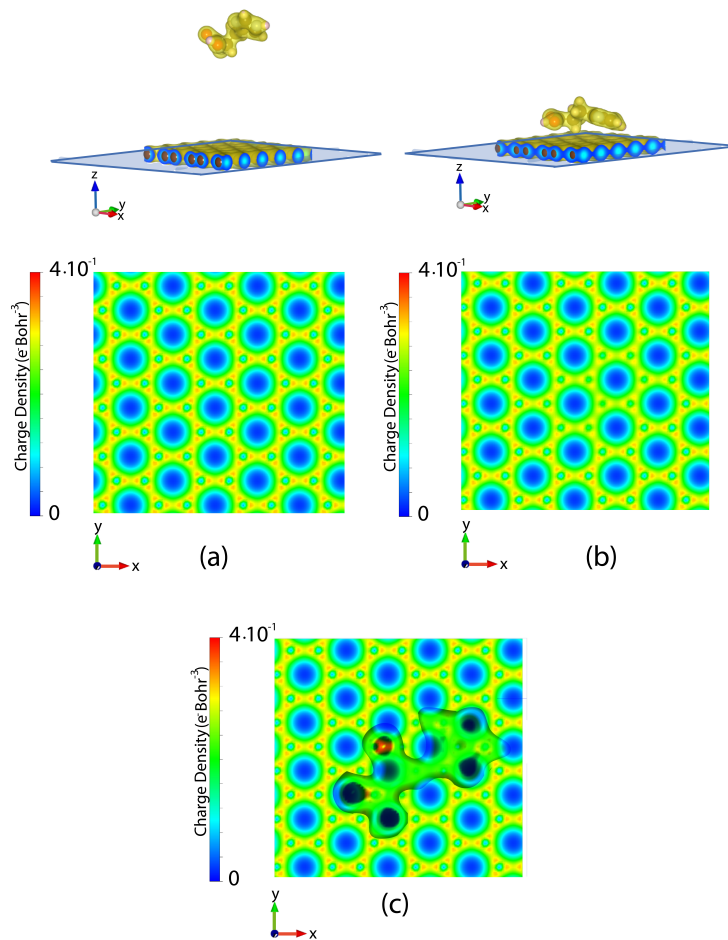 z
y
x
z
y
x
4.10⁻¹
Charge Density (e⁻Bohr⁻³)
0
y
x
(a)
4.10⁻¹
Charge Density (e⁻Bohr⁻³)
0
y
x
(b)
4.10⁻¹
Charge Density (e⁻Bohr⁻³)
0
y
x
(c)